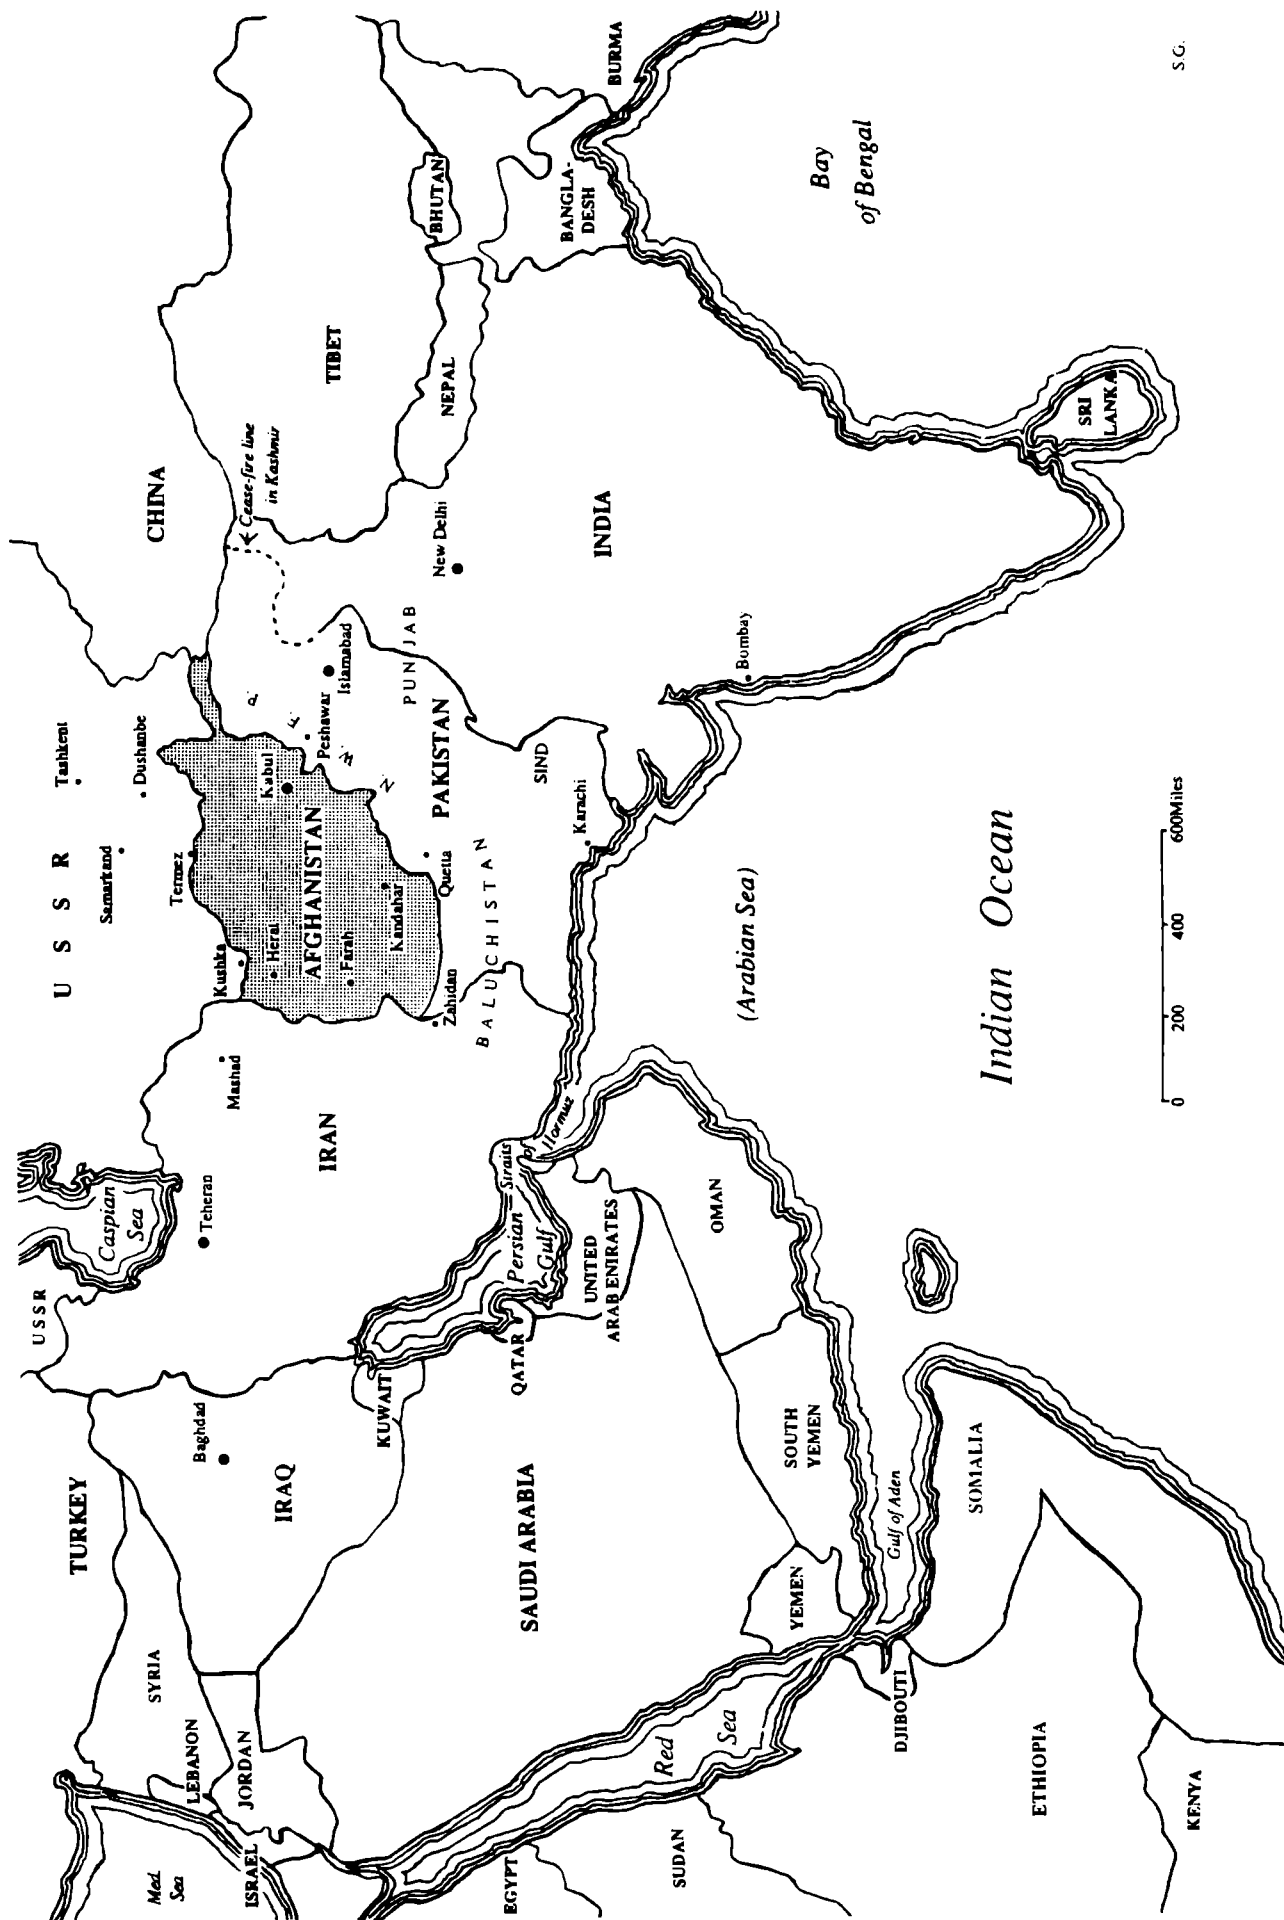 TURKEY
USSR
Caspian
Sea
U S S R
Tashkent
Samarkand
Dushanbe
Termez
Kushka
CHINA
Cease-fire line
in Kashmir
TIBET
Med.
Sea
SYRIA
LEBANON
ISRAEL
JORDAN
Baghdad
IRAQ
Teheran
Mashad
IRAN
Herat
AFGHANISTAN
Farah
Kabul
Kandahar
N. W. F. P.
Peshawar
Islamabad
PUNJAB
Zahidan
Quetta
BALUCHISTAN
PAKISTAN
SIND
Karachi
New Delhi
NEPAL
BHUTAN
BANGLA-
DESH
BURMA
INDIA
Bombay
KUWAIT
Persian
Gulf
Straits
of
Hormuz
QATAR
UNITED
ARAB ENIRATES
SAUDI ARABIA
OMAN
EGYPT
Red
Sea
SUDAN
YEMEN
SOUTH
YEMEN
(Arabian Sea)
Bay
of Bengal
Gulf of Aden
DJIBOUTI
SOMALIA
ETHIOPIA
KENYA
Indian Ocean
SRI
LANKA
0 200 400 600Miles
S.G.